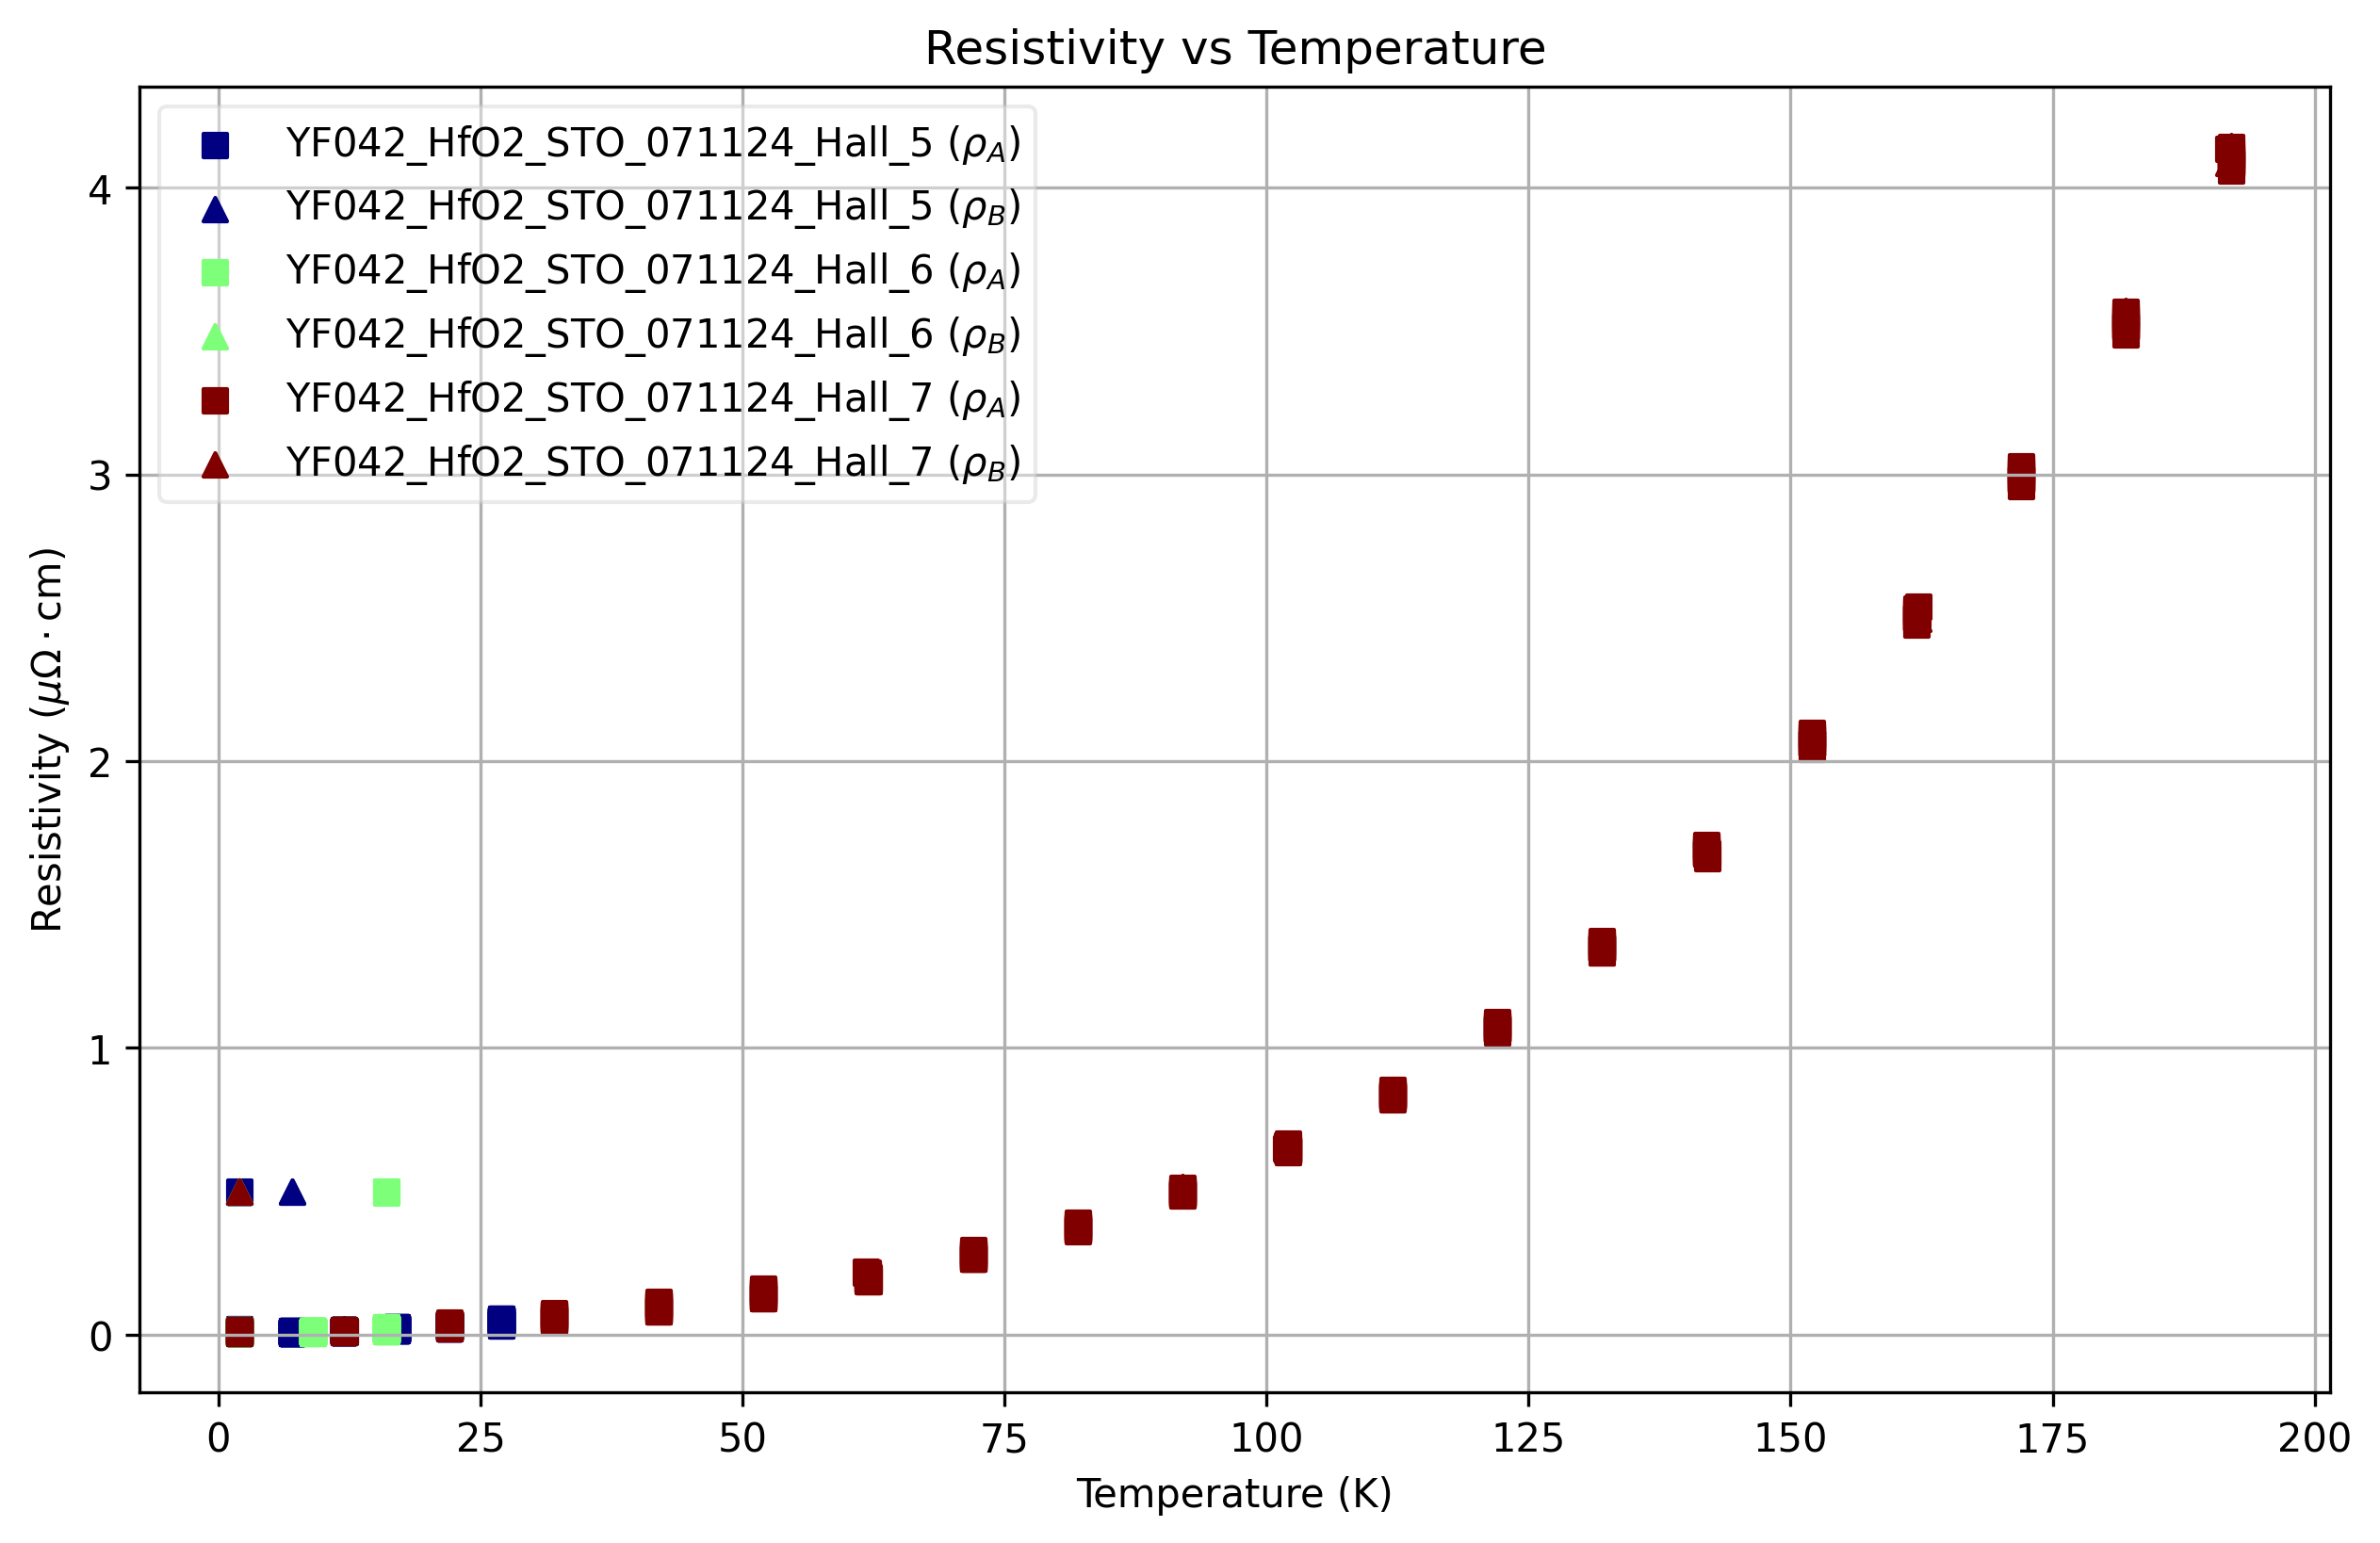 Resistivity vs Temperature
YF042_HfO2_STO_071124_Hall_5 (ρA)
YF042_HfO2_STO_071124_Hall_5 (ρB)
YF042_HfO2_STO_071124_Hall_6 (ρA)
YF042_HfO2_STO_071124_Hall_6 (ρB)
YF042_HfO2_STO_071124_Hall_7 (ρA)
YF042_HfO2_STO_071124_Hall_7 (ρB)
Resistivity (μΩ·cm)
4
3
2
1
0
0 25 50 75 100 125 150 175 200
Temperature (K)